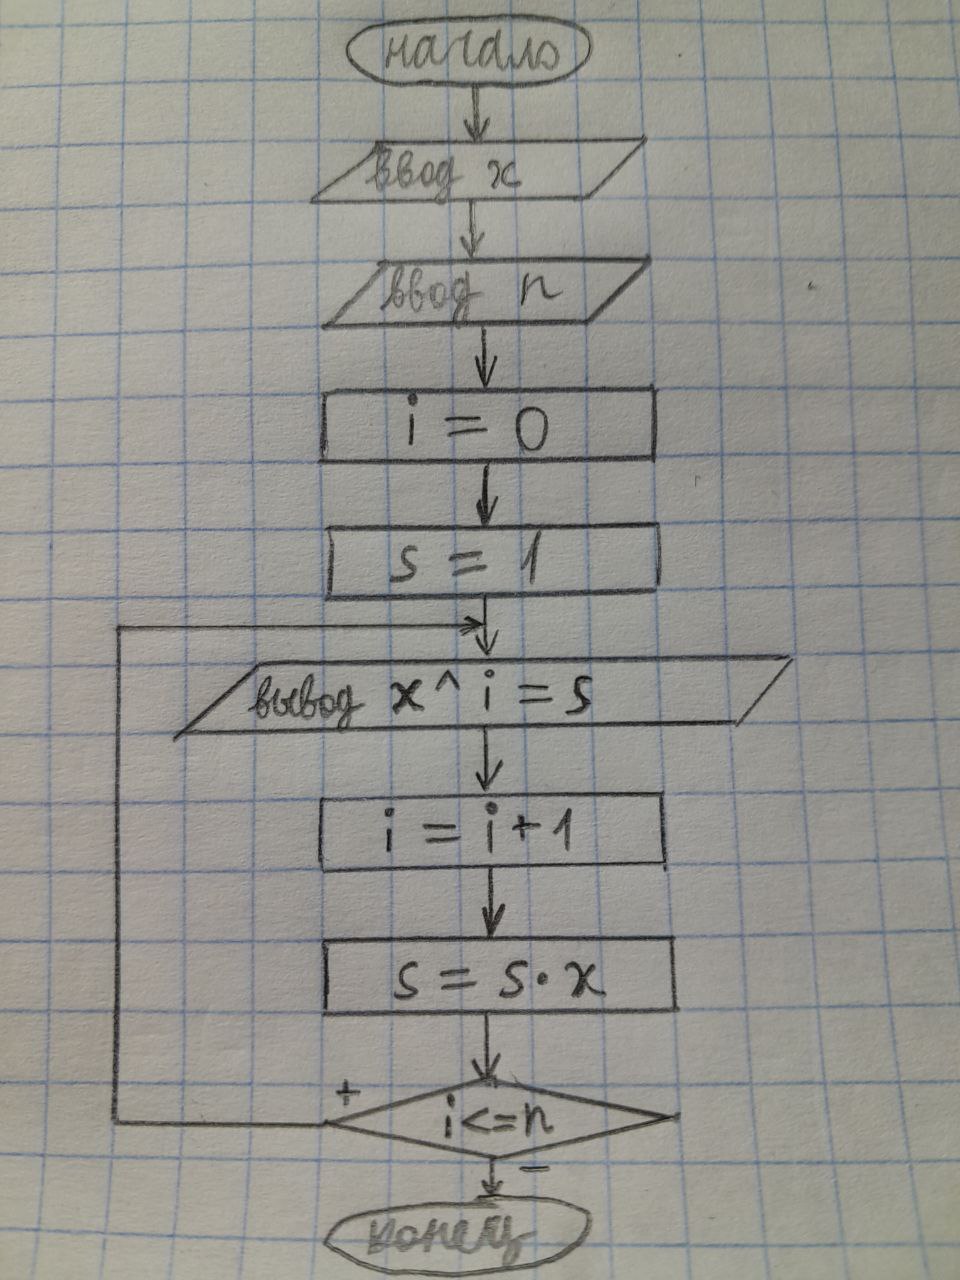 начало
ввод x
ввод n
i = 0
s = 1
вывод x^i = s
i = i + 1
s = s · x
+
i<=n
−
конец